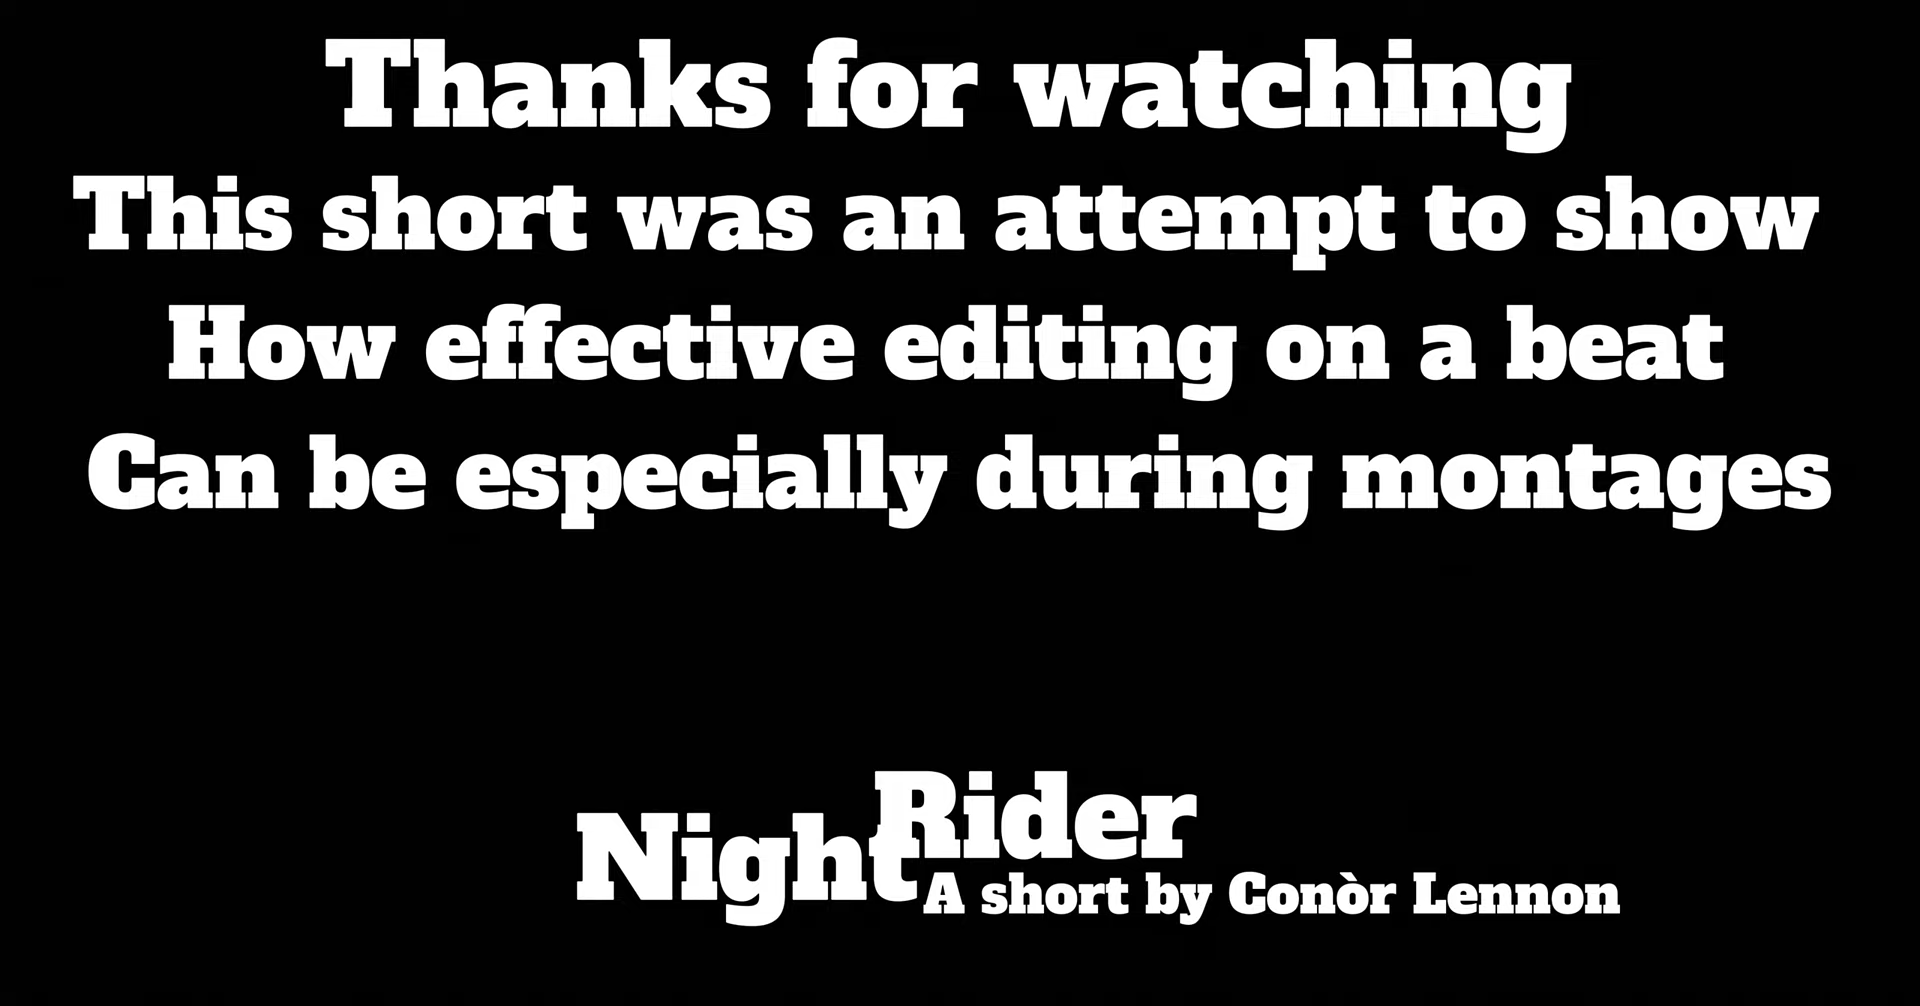 Thanks for watching
This short was an attempt to show
How effective editing on a beat
Can be especially during montages
Night Rider
A short by Conòr Lennon